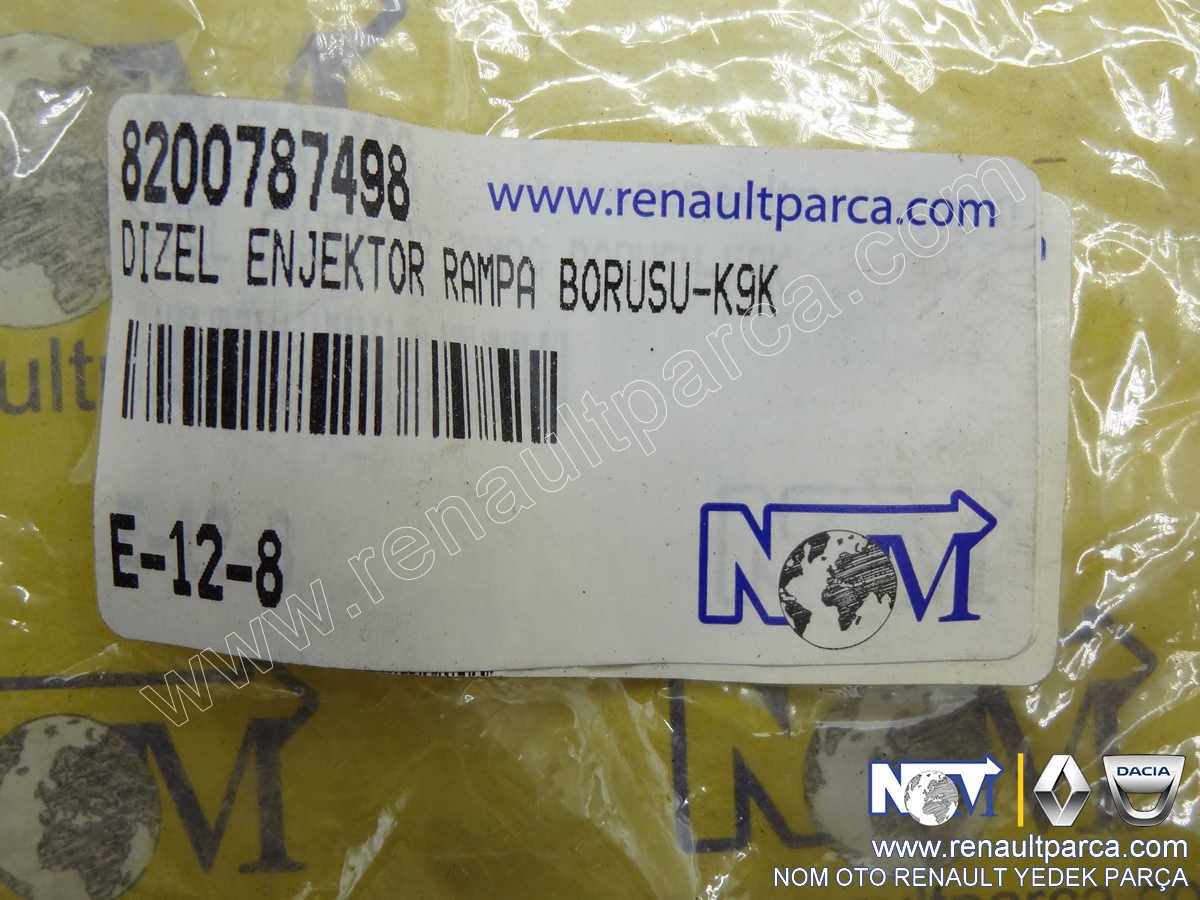 8200787498
www.renaultparca.com
DIZEL ENJEKTOR RAMPA BORUSU-K9K
E-12-8
NOM
www.renaultparca.com
NOM
DACIA
www.renaultparca.com
NOM OTO RENAULT YEDEK PARÇA